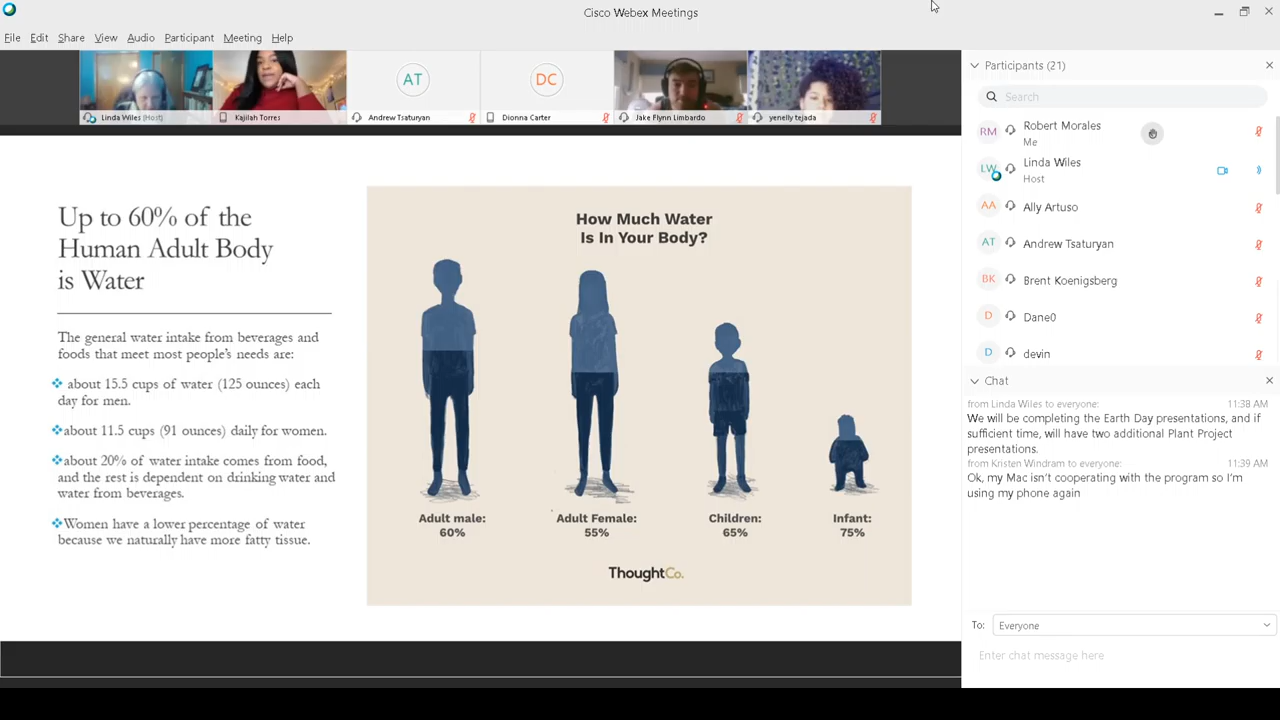 Cisco Webex Meetings
File Edit Share View Audio Participant Meeting Help
AT
DC
Linda Wiles (Host)
Kajilah Torres
Andrew Tsaturyan
Dionna Carter
Jake Flynn Limbardo
yenelly tejada
Up to 60% of the
Human Adult Body
is Water
The general water intake from beverages and
foods that meet most people's needs are:
about 15.5 cups of water (125 ounces) each
day for men.
about 11.5 cups (91 ounces) daily for women.
about 20% of water intake comes from food,
and the rest is dependent on drinking water and
water from beverages.
Women have a lower percentage of water
because we naturally have more fatty tissue.
How Much Water
Is In Your Body?
Adult male:
60%
Adult Female:
55%
Children:
65%
Infant:
75%
ThoughtCo.
Participants (21)
Search
RM
Robert Morales
Me
LW
Linda Wiles
Host
AA
Ally Artuso
AT
Andrew Tsaturyan
BK
Brent Koenigsberg
D
Dane0
D
devin
Chat
from Linda Wiles to everyone: 11:38 AM
We will be completing the Earth Day presentations, and if
sufficient time, will have two additional Plant Project
presentations.
from Kristen Windram to everyone: 11:39 AM
Ok, my Mac isn't cooperating with the program so I'm
using my phone again
To: Everyone
Enter chat message here